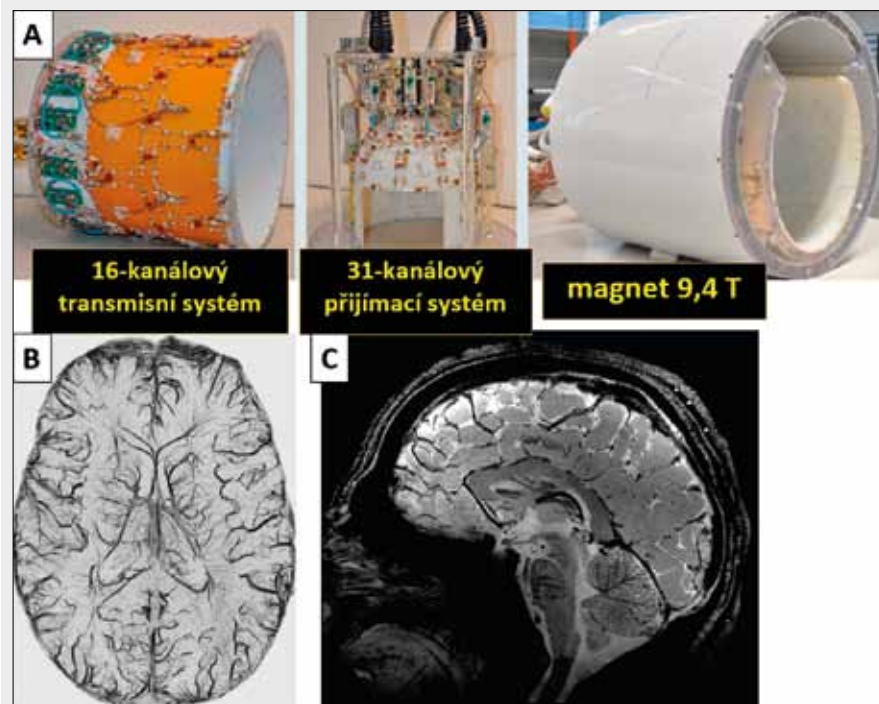 A
16-kanálový
transmisní systém
31-kanálový
přijímací systém
magnet 9,4 T
B
C